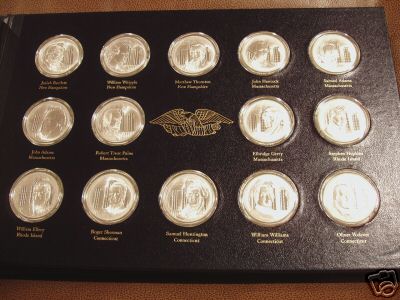 Josiah Bartlett
New Hampshire
William Whipple
New Hampshire
Matthew Thornton
New Hampshire
John Hancock
Massachusetts
Samuel Adams
Massachusetts
John Adams
Massachusetts
Robert Treat Paine
Massachusetts
Elbridge Gerry
Massachusetts
Stephen Hopkins
Rhode Island
William Ellery
Rhode Island
Roger Sherman
Connecticut
Samuel Huntington
Connecticut
William Williams
Connecticut
Oliver Wolcott
Connecticut